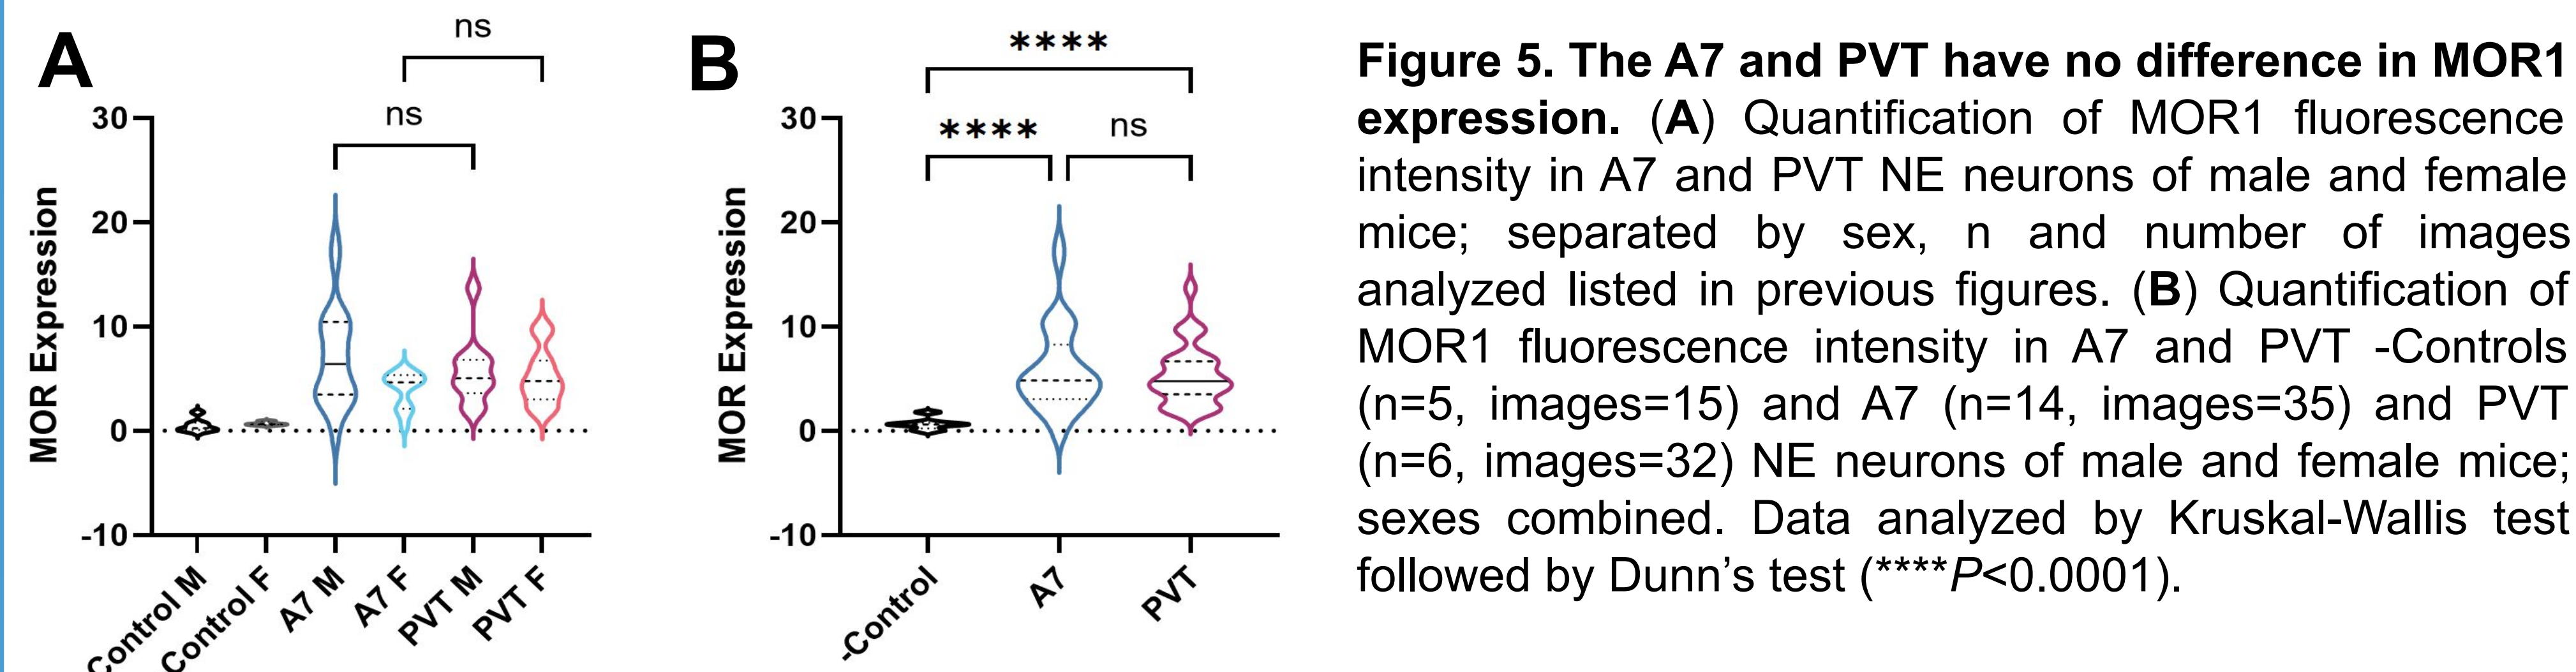 A
ns
ns
30
20
10
0
-10
MOR Expression
Control M
Control F
A7 M
A7 F
PVT M
PVT F
B
****
****
ns
30
20
10
0
-10
MOR Expression
-Control
A7
PVT
Figure 5. The A7 and PVT have no difference in MOR1
expression. (A) Quantification of MOR1 fluorescence
intensity in A7 and PVT NE neurons of male and female
mice; separated by sex, n and number of images
analyzed listed in previous figures. (B) Quantification of
MOR1 fluorescence intensity in A7 and PVT -Controls
(n=5, images=15) and A7 (n=14, images=35) and PVT
(n=6, images=32) NE neurons of male and female mice;
sexes combined. Data analyzed by Kruskal-Wallis test
followed by Dunn’s test (****P<0.0001).